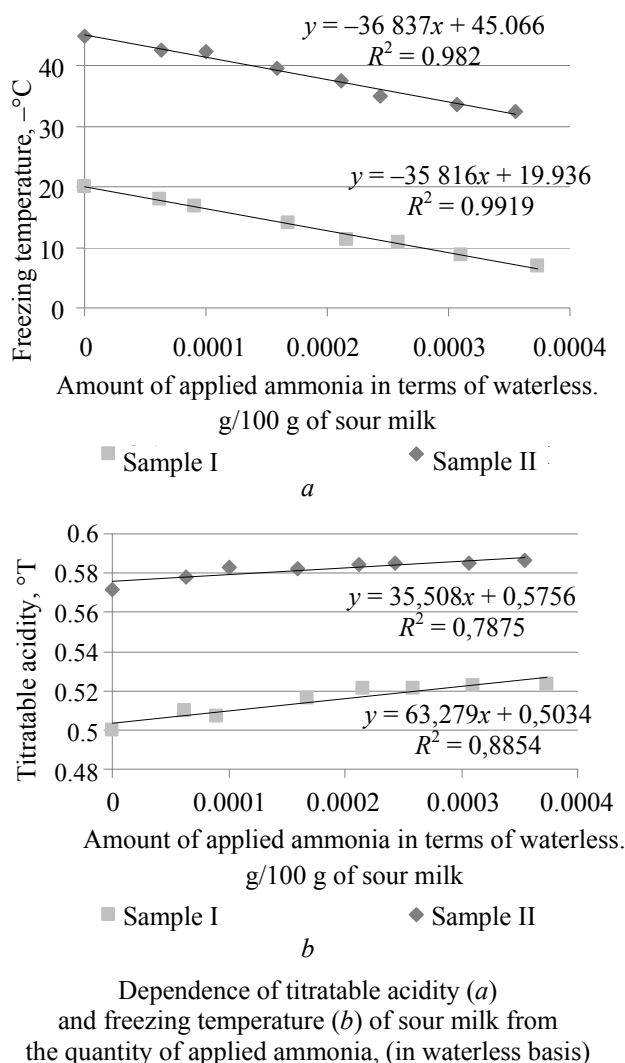 y = –36 837x + 45.066
R² = 0.982
40
30
20
10
0
Freezing temperature, –°C
y = –35 816x + 19.936
R² = 0.9919
0 0.0001 0.0002 0.0003 0.0004
Amount of applied ammonia in terms of waterless.
g/100 g of sour milk
Sample I Sample II
a
0.6
0.58
0.56
0.54
0.52
0.5
0.48
Titratable acidity, °T
y = 35,508x + 0,5756
R² = 0,7875
y = 63,279x + 0,5034
R² = 0,8854
0 0.0001 0.0002 0.0003 0.0004
Amount of applied ammonia in terms of waterless.
g/100 g of sour milk
Sample I Sample II
b
Dependence of titratable acidity (a)
and freezing temperature (b) of sour milk from
the quantity of applied ammonia, (in waterless basis)